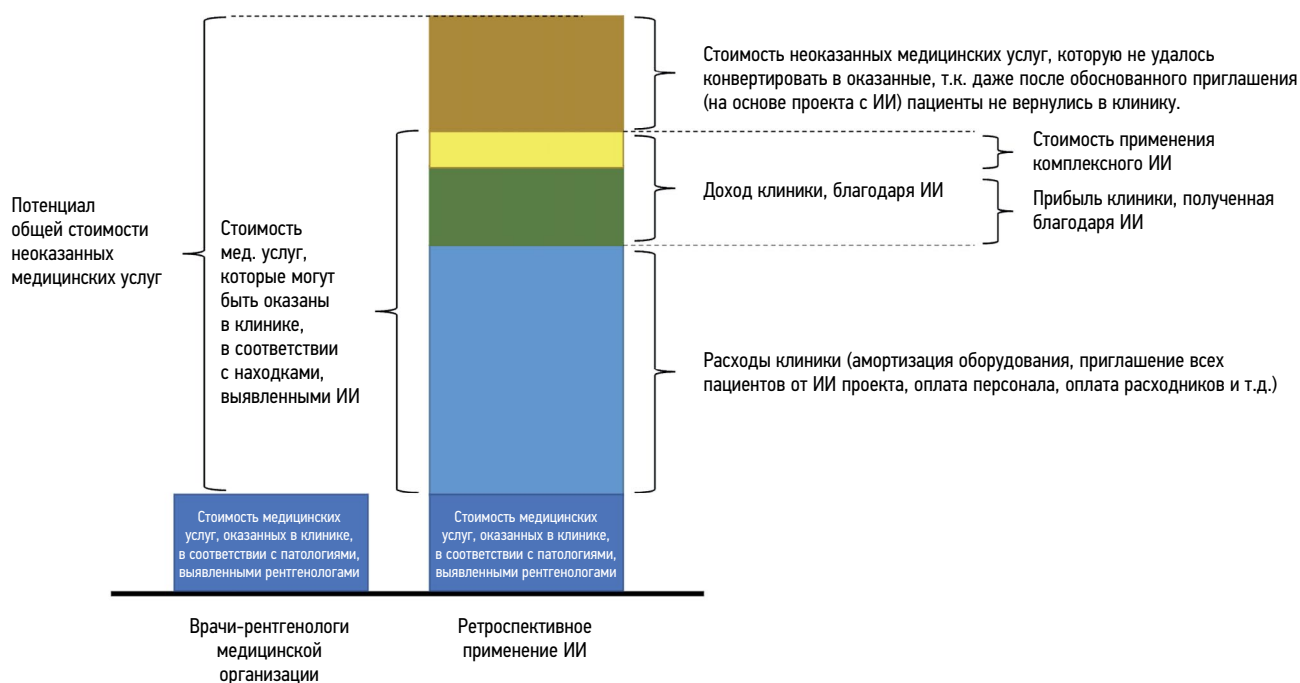 Стоимость неоказанных медицинских услуг, которую не удалось
конвертировать в оказанные, т.к. даже после обоснованного приглашения
(на основе проекта с ИИ) пациенты не вернулись в клинику.
Стоимость применения
комплексного ИИ
Доход клиники, благодаря ИИ
Прибыль клиники, полученная
благодаря ИИ
Потенциал
общей стоимости
неоказанных
медицинских услуг
Стоимость
мед. услуг,
которые могут
быть оказаны
в клинике,
в соответствии
с находками,
выявленными ИИ
Расходы клиники (амортизация оборудования, приглашение всех
пациентов от ИИ проекта, оплата персонала, оплата расходников и т.д.)
Стоимость медицинских
услуг, оказанных в клинике,
в соответствии с патологиями,
выявленными рентгенологами
Стоимость медицинских
услуг, оказанных в клинике,
в соответствии с патологиями,
выявленными рентгенологами
Врачи-рентгенологи
медицинской
организации
Ретроспективное
применение ИИ